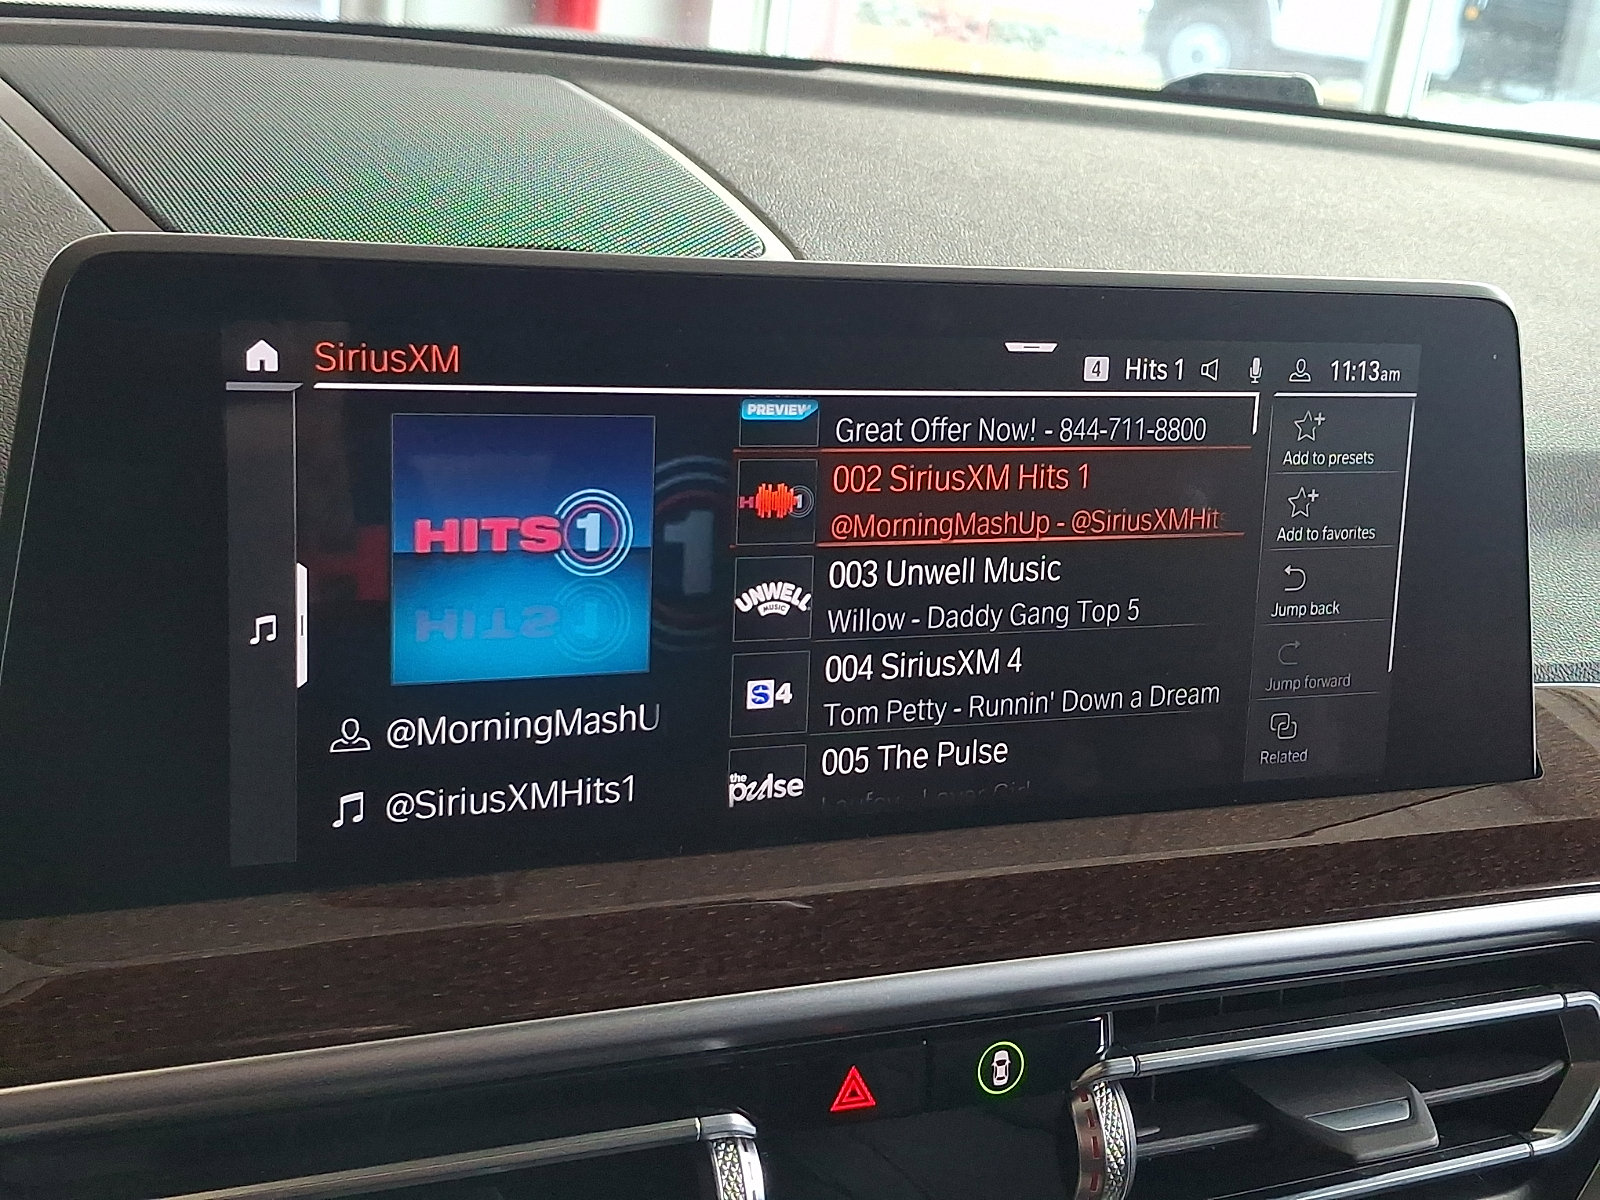 SiriusXM
4 Hits 1 11:13am
HITS 1
@MorningMashU
@SiriusXMHits1
PREVIEW
Great Offer Now! - 844-711-8800
002 SiriusXM Hits 1
@MorningMashUp - @SiriusXMHits
003 Unwell Music
UNWELL
MUSIC
Willow - Daddy Gang Top 5
004 SiriusXM 4
S 4
Tom Petty - Runnin' Down a Dream
005 The Pulse
the
pulse
Add to presets
Add to favorites
Jump back
Jump forward
Related